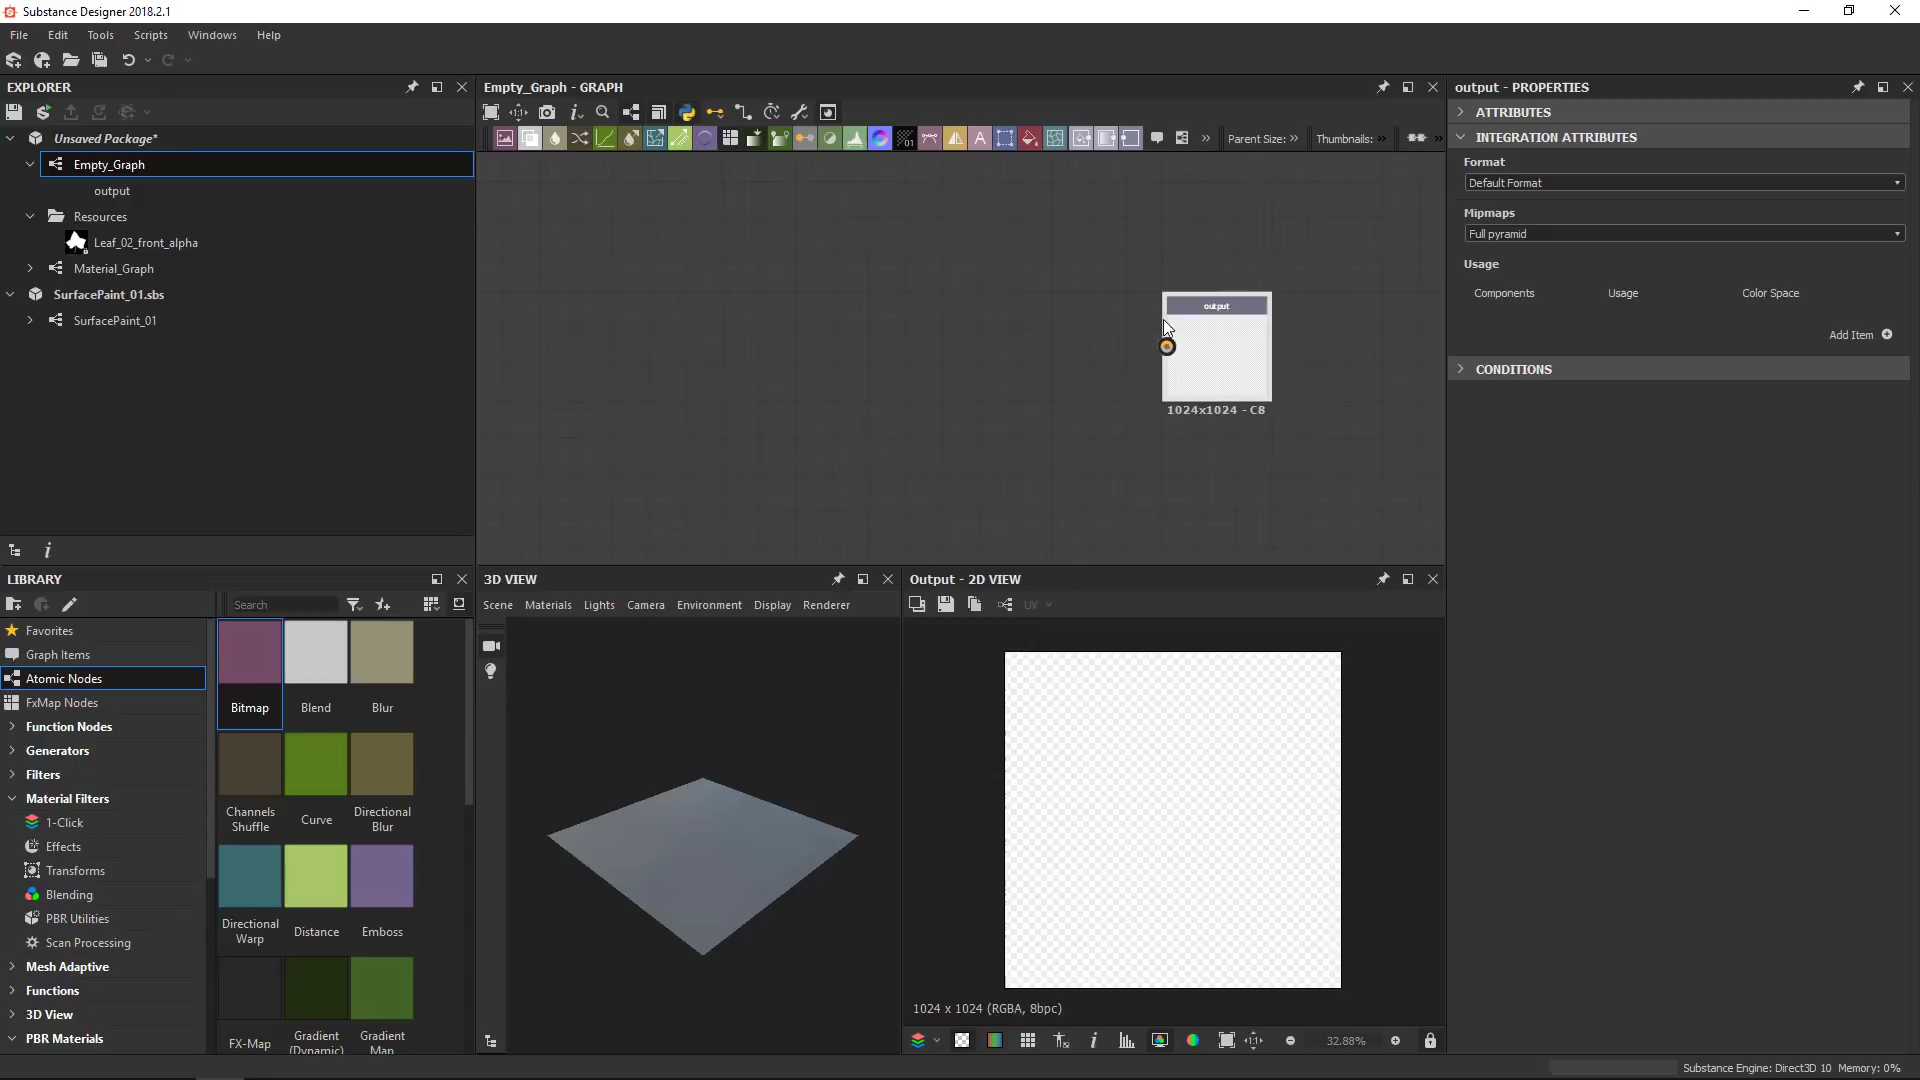 Substance Designer 2018.2.1
File Edit Tools Scripts Windows Help
EXPLORER
Unsaved Package*
Empty_Graph
output
Resources
Leaf_02_front_alpha
Material_Graph
SurfacePaint_01.sbs
SurfacePaint_01
Empty_Graph - GRAPH
Parent Size: Thumbnails:
output
1024x1024 - C8
output - PROPERTIES
ATTRIBUTES
INTEGRATION ATTRIBUTES
Format
Default Format
Mipmaps
Full pyramid
Usage
Components Usage Color Space
Add Item
CONDITIONS
LIBRARY
Search
Favorites
Graph Items
Atomic Nodes
FxMap Nodes
Function Nodes
Generators
Filters
Material Filters
1-Click
Effects
Transforms
Blending
PBR Utilities
Scan Processing
Mesh Adaptive
Functions
3D View
PBR Materials
Bitmap Blend Blur
Channels Shuffle Curve Directional Blur
Directional Warp Distance Emboss
FX-Map Gradient (Dynamic) Gradient Map
3D VIEW
Scene Materials Lights Camera Environment Display Renderer
Output - 2D VIEW
UV
1024 x 1024 (RGBA, 8bpc)
32.88%
Substance Engine: Direct3D 10 Memory: 0%